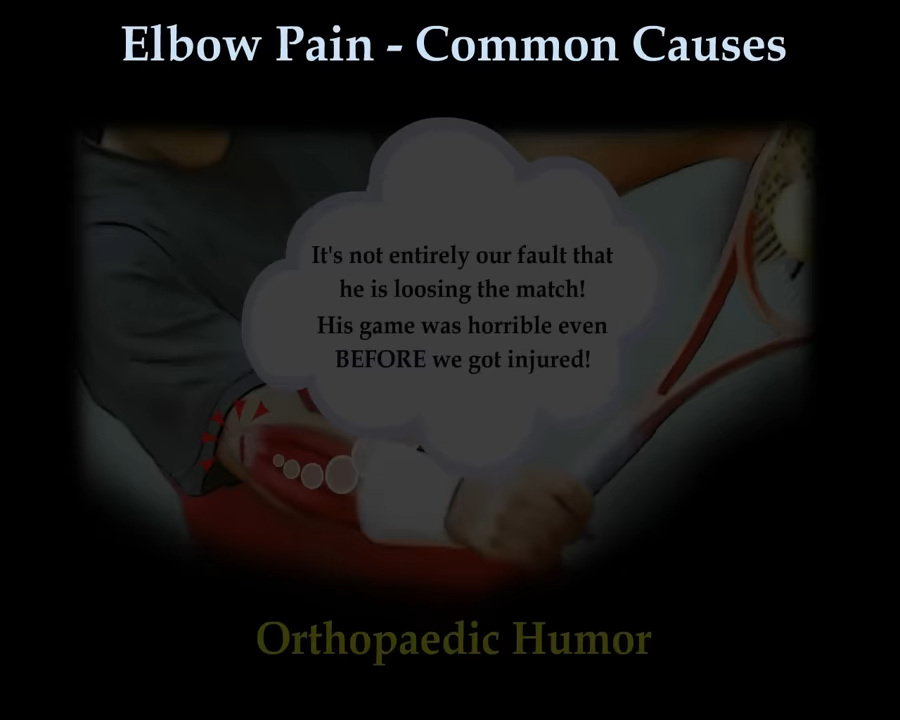 Elbow Pain - Common Causes
It's not entirely our fault that
he is loosing the match!
His game was horrible even
BEFORE we got injured!
Orthopaedic Humor